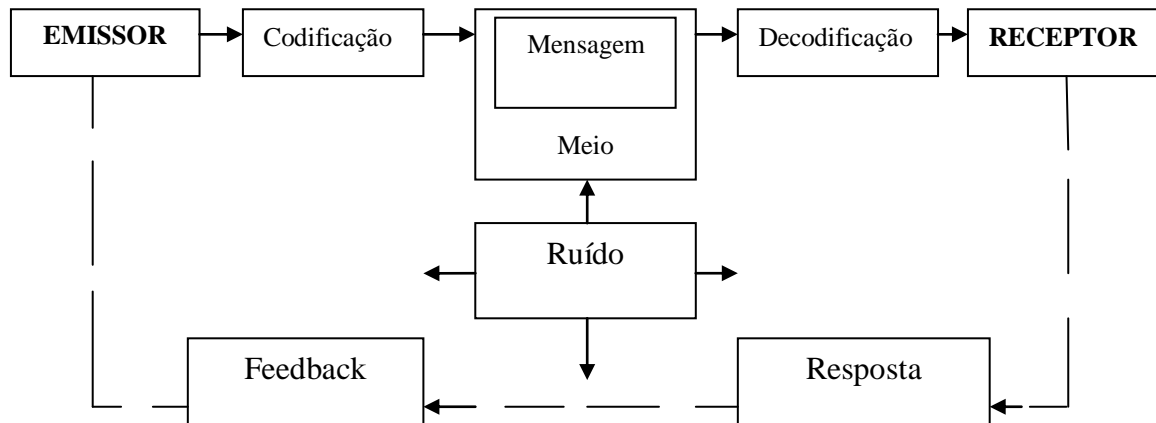 EMISSOR
Codificação
Mensagem
Decodificação
RECEPTOR
Meio
Ruído
Feedback
Resposta